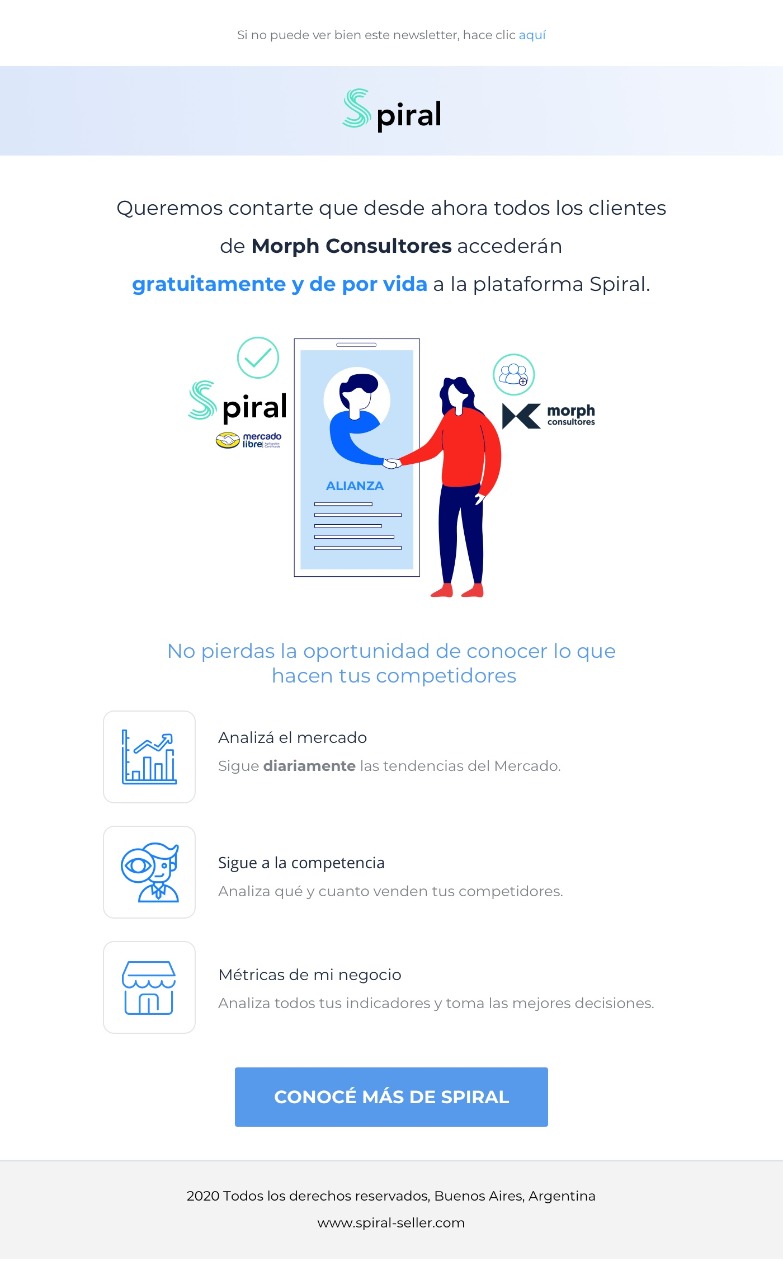 Si no puede ver bien este newsletter, hace clic aquí
Spiral
Queremos contarte que desde ahora todos los clientes
de Morph Consultores accederán
gratuitamente y de por vida a la plataforma Spiral.
Spiral
mercado
libre
morph
consultores
ALIANZA
No pierdas la oportunidad de conocer lo que
hacen tus competidores
Analizá el mercado
Sigue diariamente las tendencias del Mercado.
Sigue a la competencia
Analiza qué y cuanto venden tus competidores.
Métricas de mi negocio
Analiza todos tus indicadores y toma las mejores decisiones.
CONOCÉ MÁS DE SPIRAL
2020 Todos los derechos reservados, Buenos Aires, Argentina
www.spiral-seller.com